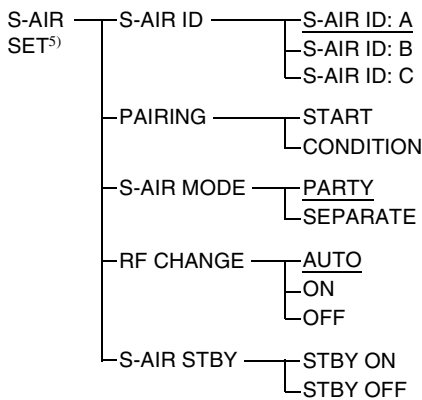 S-AIR SET5)
S-AIR ID
S-AIR ID: A
S-AIR ID: B
S-AIR ID: C
PAIRING
START
CONDITION
S-AIR MODE
PARTY
SEPARATE
RF CHANGE
AUTO
ON
OFF
S-AIR STBY
STBY ON
STBY OFF